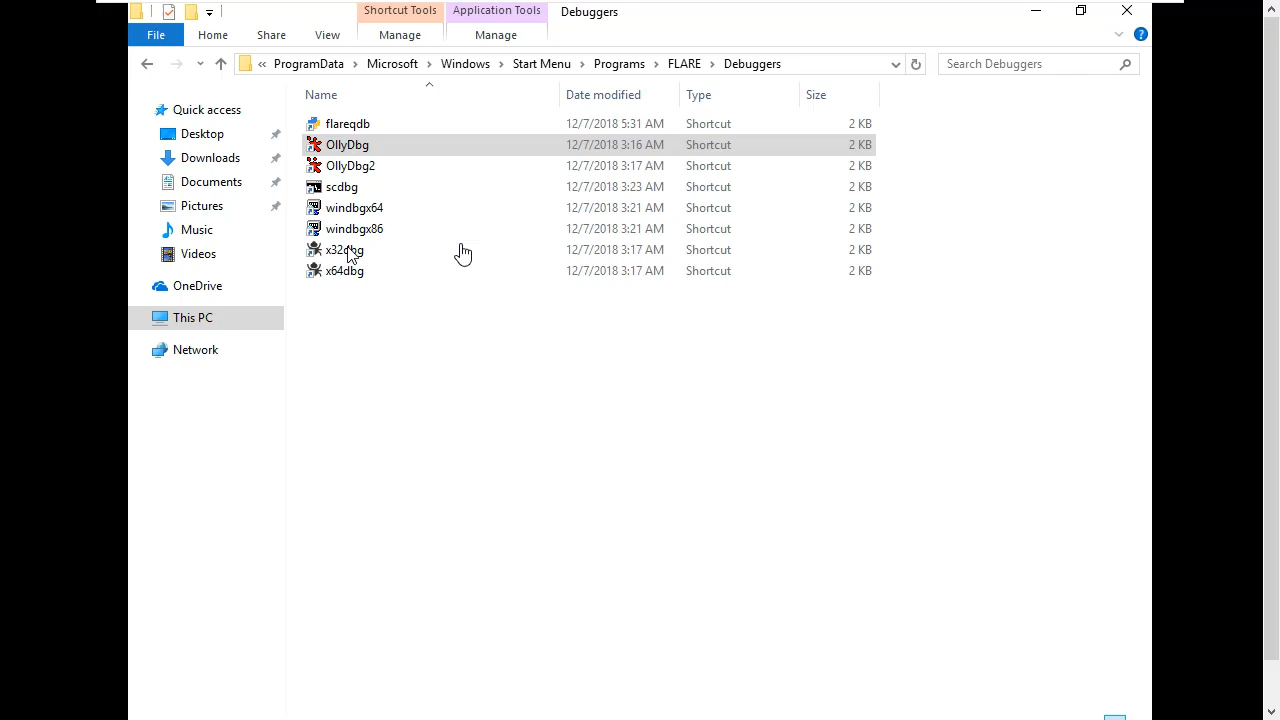 Shortcut Tools Application Tools Debuggers
File Home Share View Manage Manage
ProgramData Microsoft Windows Start Menu Programs FLARE Debuggers Search Debuggers
Name Date modified Type Size
Quick access
Desktop
Downloads
Documents
Pictures
Music
Videos
OneDrive
This PC
Network
flareqdb 12/7/2018 5:31 AM Shortcut 2 KB
OllyDbg 12/7/2018 3:16 AM Shortcut 2 KB
OllyDbg2 12/7/2018 3:17 AM Shortcut 2 KB
scdbg 12/7/2018 3:23 AM Shortcut 2 KB
windbgx64 12/7/2018 3:21 AM Shortcut 2 KB
windbgx86 12/7/2018 3:21 AM Shortcut 2 KB
x32dbg 12/7/2018 3:17 AM Shortcut 2 KB
x64dbg 12/7/2018 3:17 AM Shortcut 2 KB